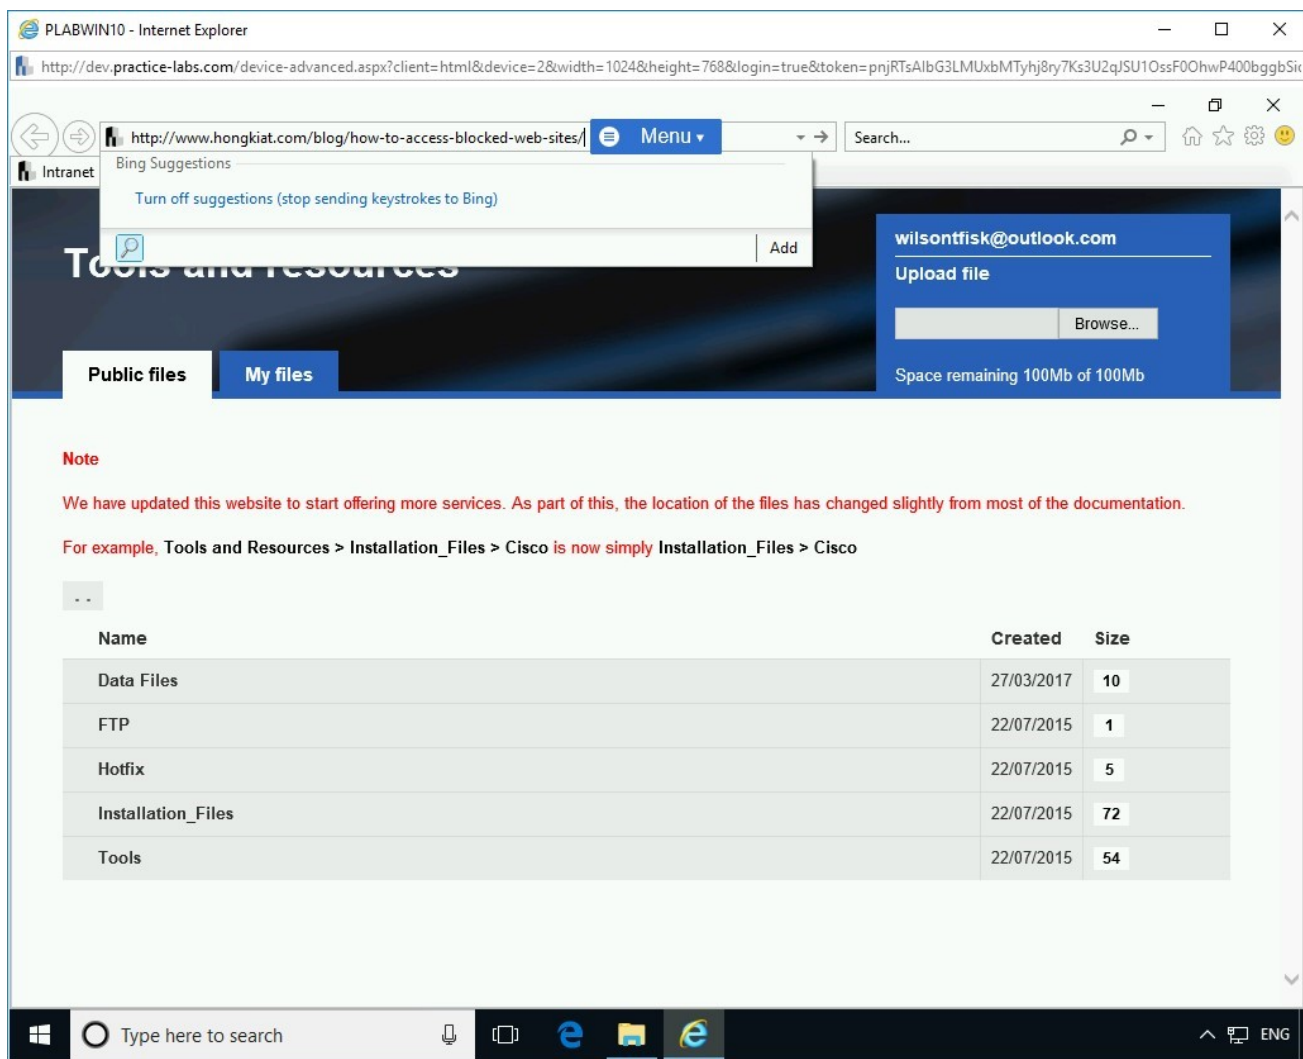 PLABWIN10 - Internet Explorer
http://dev.practice-labs.com/device-advanced.aspx?client=html&device=2&width=1024&height=768&login=true&token=pnjRTsAIbG3LMUxbMTyhj8ry7Ks3U2qJSU1OssF0OhwP400bggbSic
http://www.hongkiat.com/blog/how-to-access-blocked-web-sites/ Menu Search...
Intranet
Bing Suggestions
Turn off suggestions (stop sending keystrokes to Bing)
Add
Tools and resources
wilsontfisk@outlook.com
Upload file
Browse...
Space remaining 100Mb of 100Mb
Public files My files
Note
We have updated this website to start offering more services. As part of this, the location of the files has changed slightly from most of the documentation.
For example, Tools and Resources > Installation_Files > Cisco is now simply Installation_Files > Cisco
. .
Name Created Size
Data Files 27/03/2017 10
FTP 22/07/2015 1
Hotfix 22/07/2015 5
Installation_Files 22/07/2015 72
Tools 22/07/2015 54
Type here to search ENG